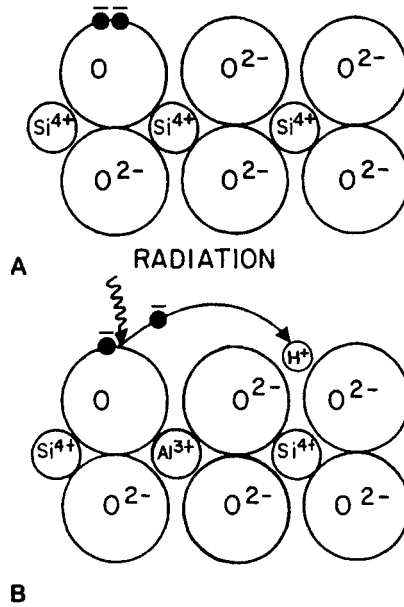 O O²⁻ O²⁻
Si⁴⁺ Si⁴⁺ Si⁴⁺
O²⁻ O²⁻ O²⁻
A RADIATION
H⁺
O O²⁻ O²⁻
Si⁴⁺ Al³⁺ Si⁴⁺
O²⁻ O²⁻ O²⁻
B